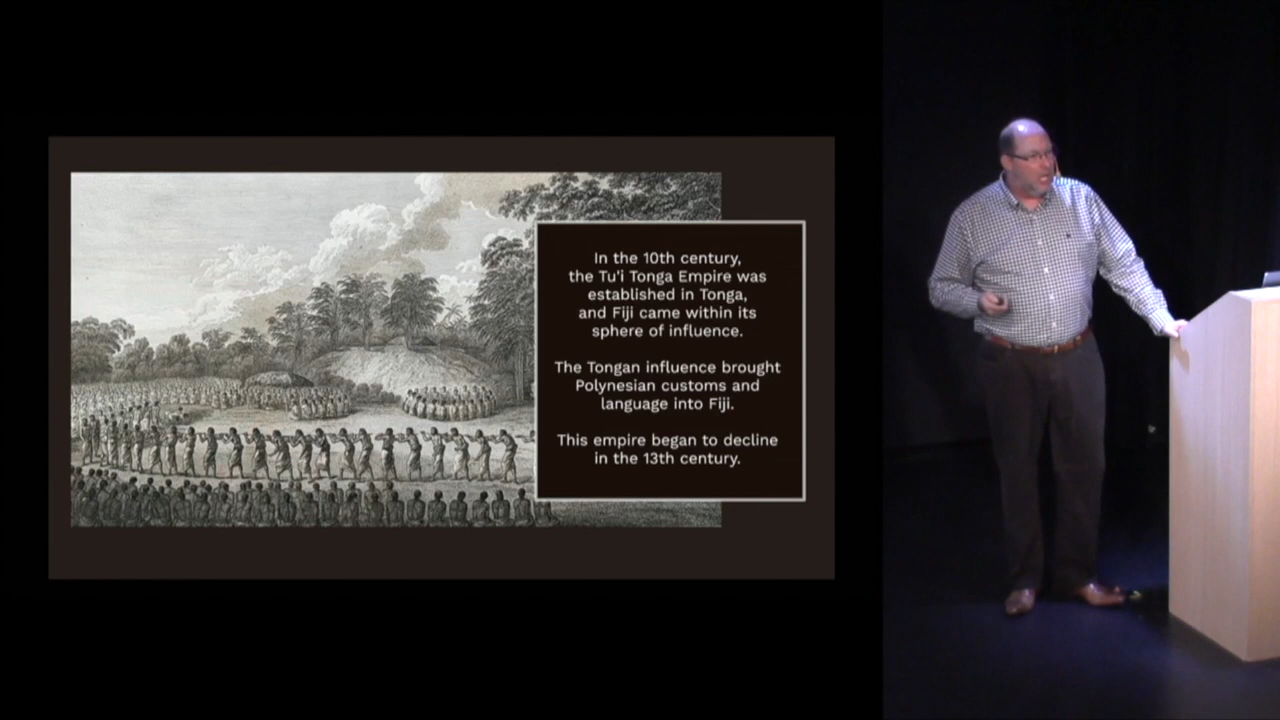 In the 10th century,
the Tu'i Tonga Empire was
established in Tonga,
and Fiji came within its
sphere of influence.
The Tongan influence brought
Polynesian customs and
language into Fiji.
This empire began to decline
in the 13th century.